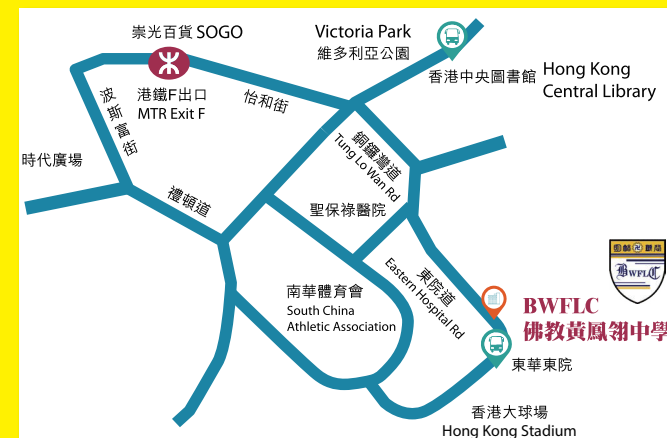 崇光百貨 SOGO
Victoria Park
維多利亞公園
香港中央圖書館
Hong Kong
Central Library
港鐵F出口
MTR Exit F
怡和街
波斯富街
時代廣場
銅鑼灣道
Tung Lo Wan Rd
禮頓道
聖保祿醫院
東院道
Eastern Hospital Rd
南華體育會
South China
Athletic Association
BWFLC
BWFLC
佛教黃鳳翎中學
東華東院
香港大球場
Hong Kong Stadium